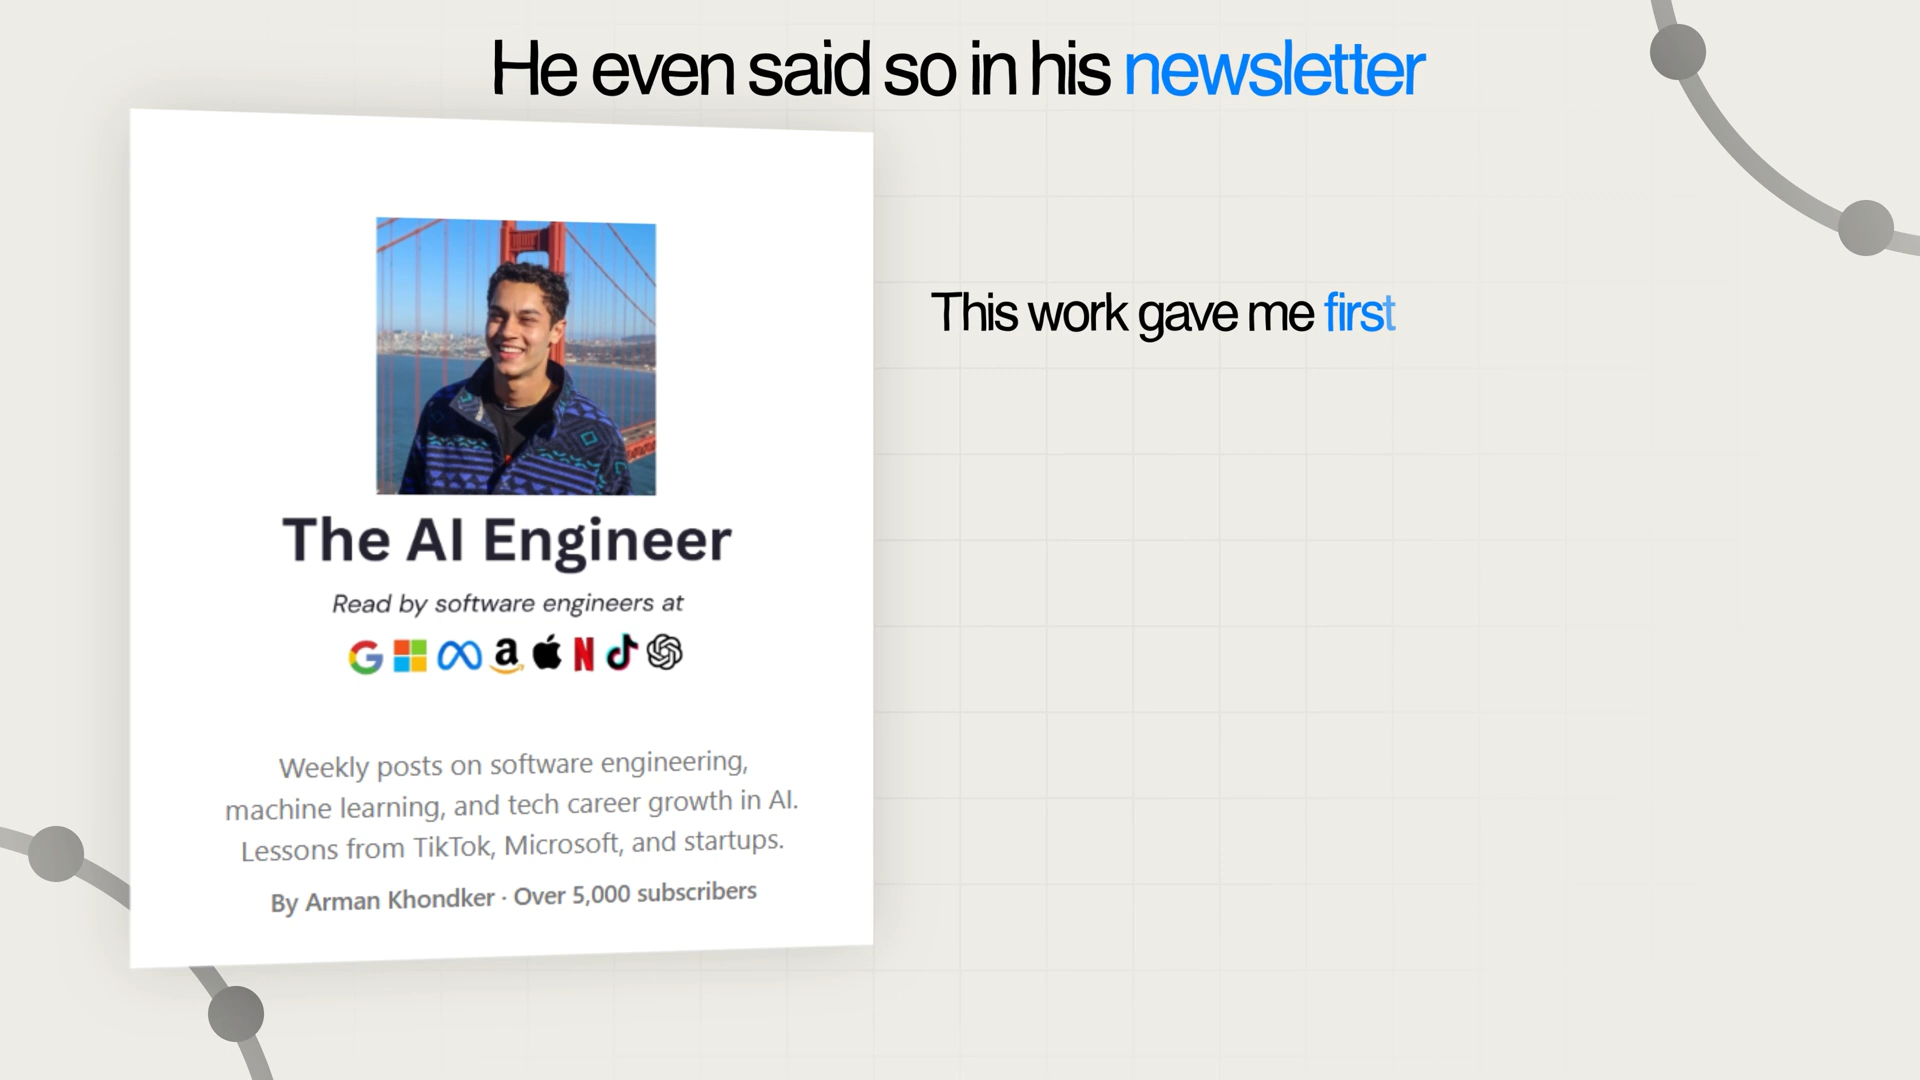 He even said so in his newsletter
This work gave me first
The AI Engineer
Read by software engineers at
Weekly posts on software engineering,
machine learning, and tech career growth in AI.
Lessons from TikTok, Microsoft, and startups.
By Arman Khondker · Over 5,000 subscribers